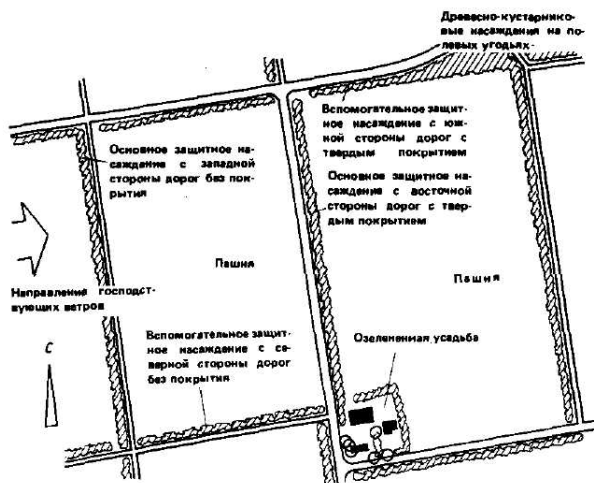 Древесно-кустарнико-
вые насаждения на по-
левых угодьях
Вспомогательное защит-
ное насаждение с юж-
ной стороны дорог с
твердым покрытием
Основное защитное на-
саждение с западной
стороны дорог без пок-
рытия
Основное защитное на-
саждение с восточной
стороны дорог с твер-
дым покрытием
Пашня
Пашня
Направление господст-
вующих ветров
Вспомогательное защит-
ное насаждение с се-
верной стороны дорог
без покрытия
Озелененная усадьба
С